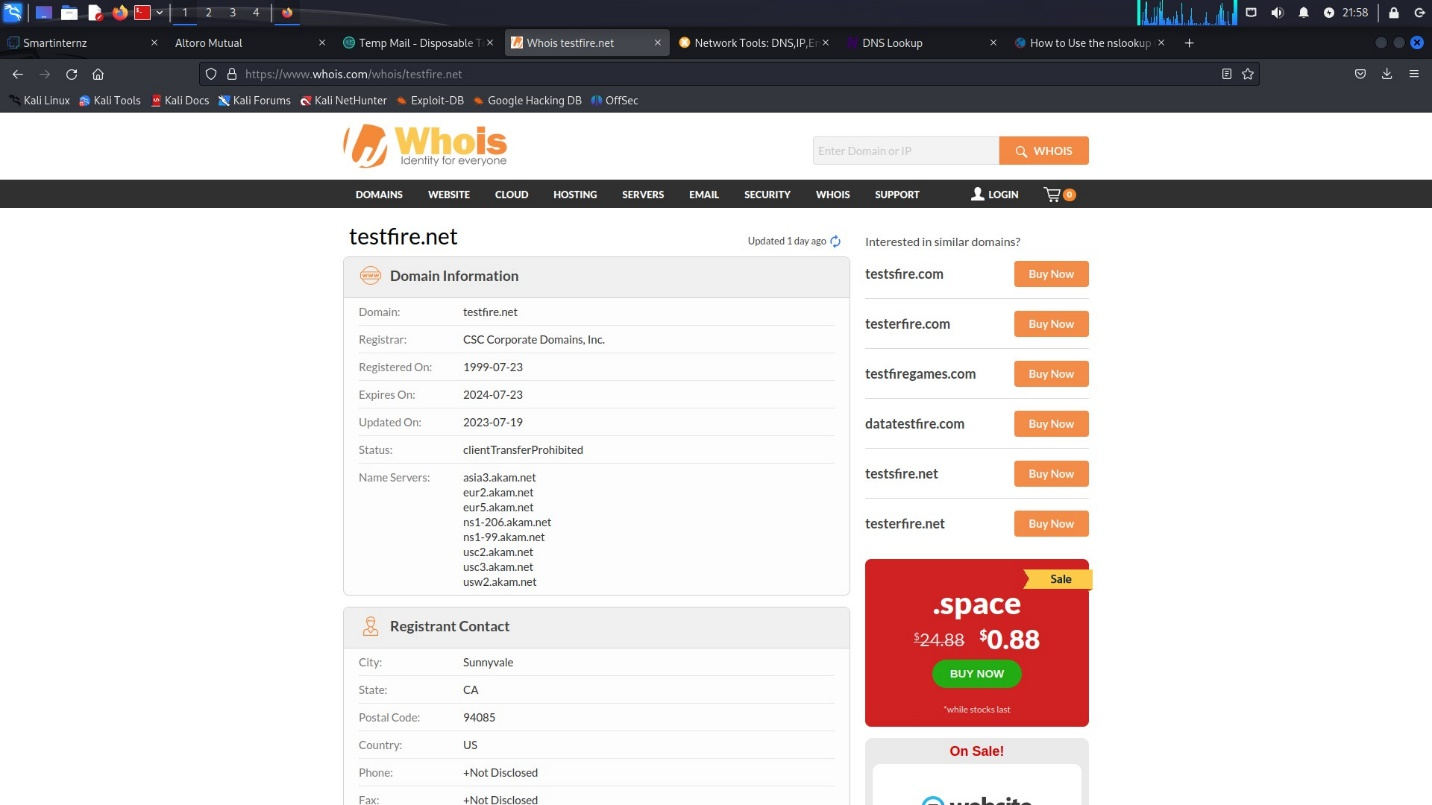 1 2 3 4 21:58
Smartinternz Altoro Mutual Temp Mail - Disposable T Whois testfire.net Network Tools: DNS,IP,E DNS Lookup How to Use the nslookup
https://www.whois.com/whois/testfire.net
Kali Linux Kali Tools Kali Docs Kali Forums Kali NetHunter Exploit-DB Google Hacking DB OffSec
Whois
Identity for everyone
Enter Domain or IP WHOIS
DOMAINS WEBSITE CLOUD HOSTING SERVERS EMAIL SECURITY WHOIS SUPPORT LOGIN 0
testfire.net
Updated 1 day ago
www Domain Information
Domain: testfire.net
Registrar: CSC Corporate Domains, Inc.
Registered On: 1999-07-23
Expires On: 2024-07-23
Updated On: 2023-07-19
Status: clientTransferProhibited
Name Servers: asia3.akam.net
eur2.akam.net
eur5.akam.net
ns1-206.akam.net
ns1-99.akam.net
usc2.akam.net
usc3.akam.net
usw2.akam.net
Registrant Contact
City: Sunnyvale
State: CA
Postal Code: 94085
Country: US
Phone: +Not Disclosed
Fax: +Not Disclosed
Interested in similar domains?
testsfire.com Buy Now
testerfire.com Buy Now
testfiregames.com Buy Now
datatestfire.com Buy Now
testsfire.net Buy Now
testerfire.net Buy Now
Sale
.space
$24.88 $0.88
BUY NOW
*while stocks last
On Sale!
website